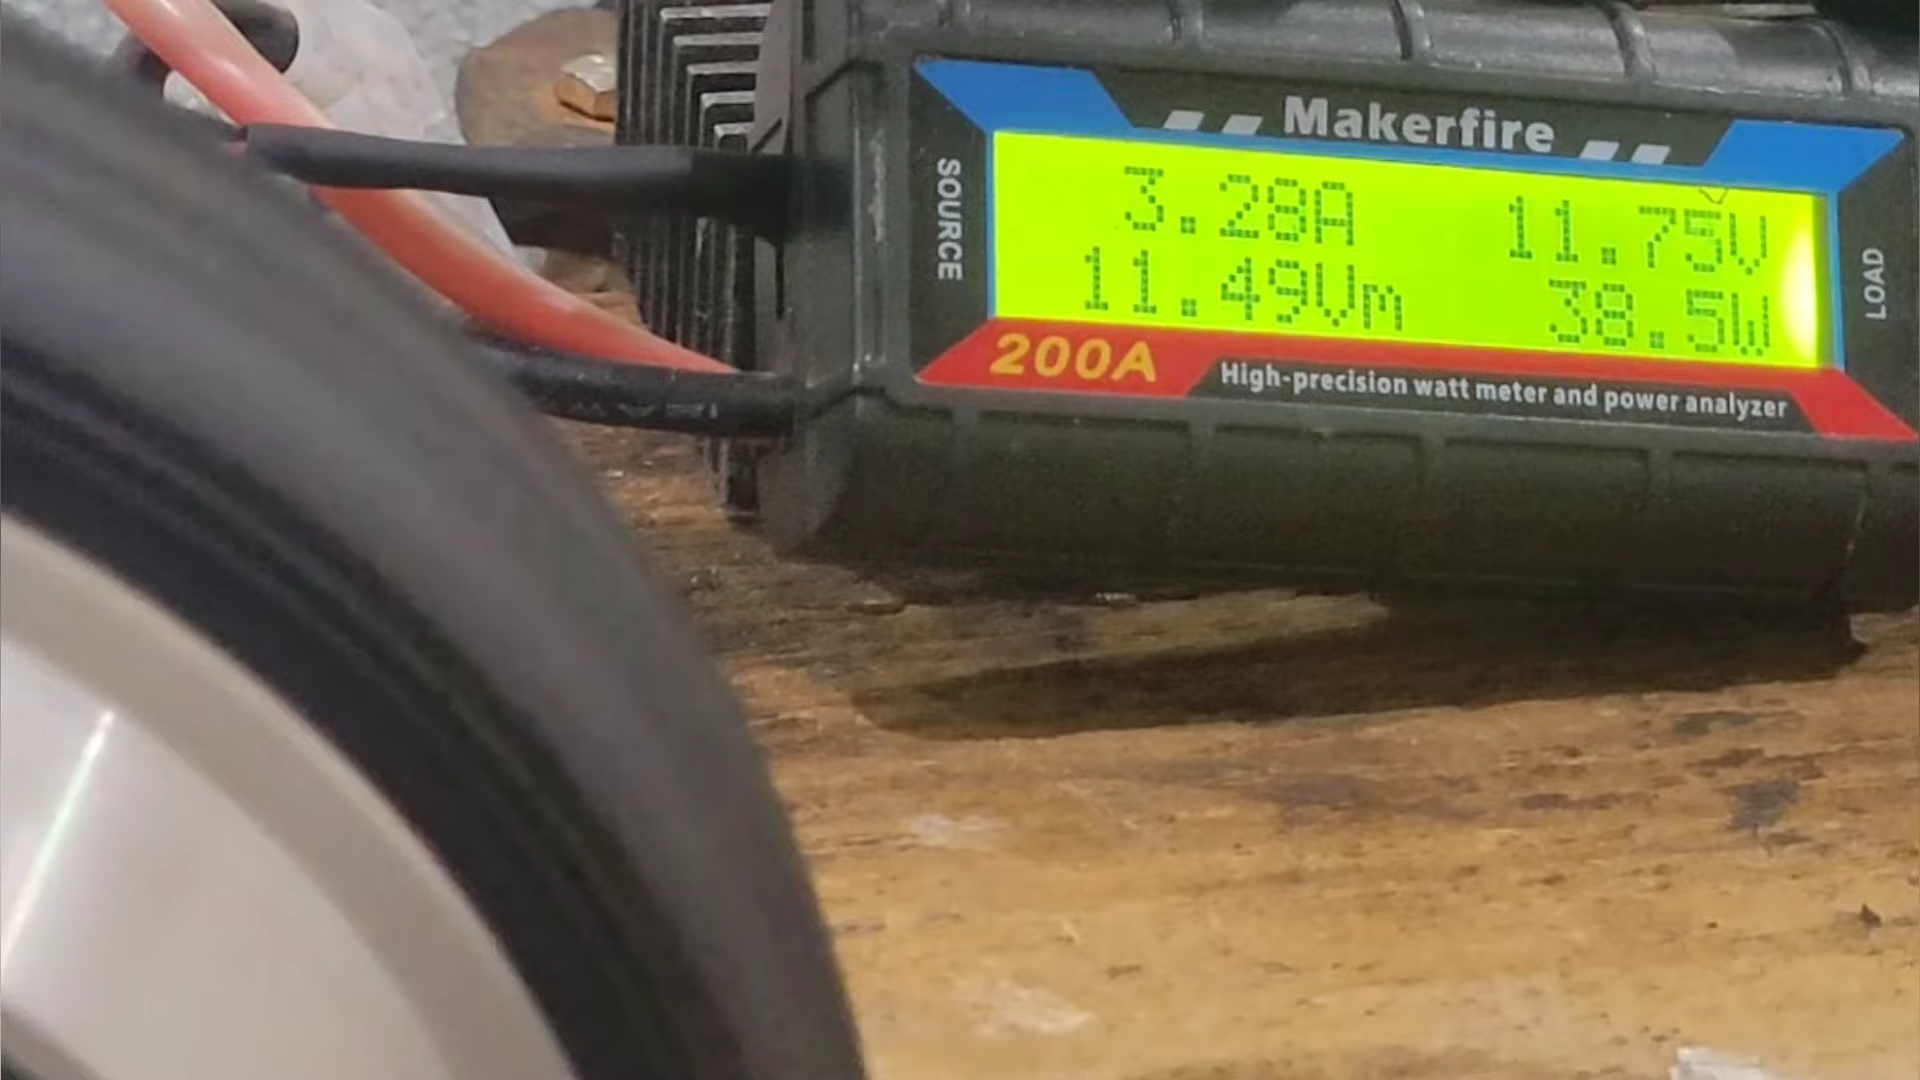 Makerfire
SOURCE
3.28A 11.75V
11.49Vm 38.5W
LOAD
200A
High-precision watt meter and power analyzer